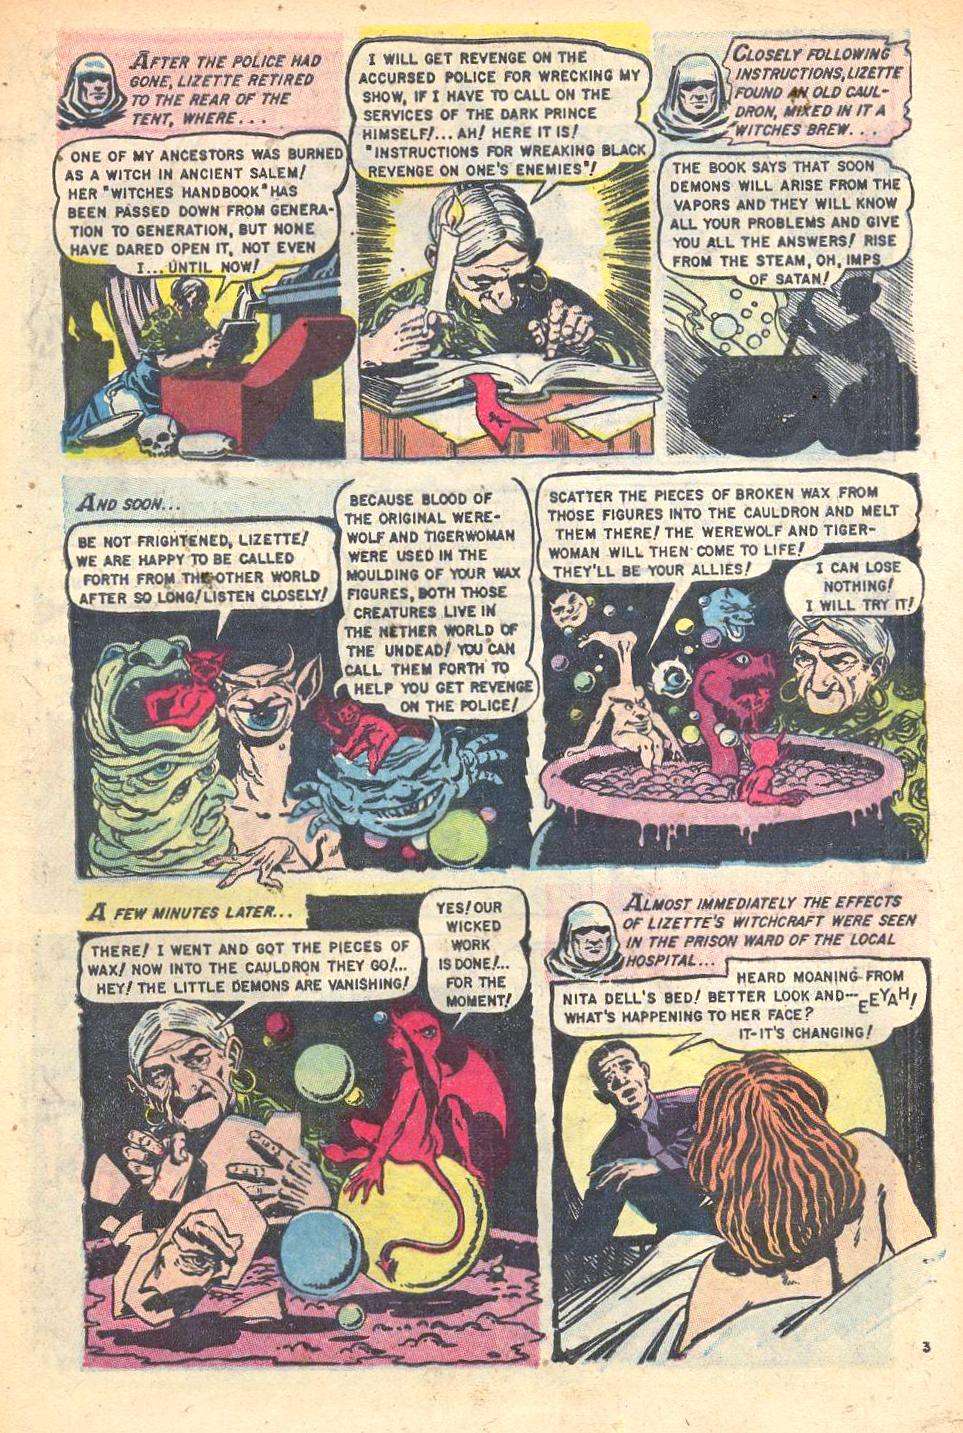 AFTER THE POLICE HAD
GONE, LIZETTE RETIRED
TO THE REAR OF THE
TENT, WHERE...
ONE OF MY ANCESTORS WAS BURNED
AS A WITCH IN ANCIENT SALEM!
HER "WITCHES HANDBOOK" HAS
BEEN PASSED DOWN FROM GENERA-
TION TO GENERATION, BUT NONE
HAVE DARED OPEN IT, NOT EVEN
I... UNTIL NOW!
I WILL GET REVENGE ON THE
ACCURSED POLICE FOR WRECKING MY
SHOW, IF I HAVE TO CALL ON THE
SERVICES OF THE DARK PRINCE
HIMSELF!... AH! HERE IT IS!
"INSTRUCTIONS FOR WREAKING BLACK
REVENGE ON ONE'S ENEMIES"!
CLOSELY FOLLOWING
INSTRUCTIONS, LIZETTE
FOUND AN OLD CAUL-
DRON, MIXED IN IT A
WITCHES BREW...
THE BOOK SAYS THAT SOON
DEMONS WILL ARISE FROM THE
VAPORS AND THEY WILL KNOW
ALL YOUR PROBLEMS AND GIVE
YOU ALL THE ANSWERS! RISE
FROM THE STEAM, OH, IMPS
OF SATAN!
AND SOON...
BE NOT FRIGHTENED, LIZETTE!
WE ARE HAPPY TO BE CALLED
FORTH FROM THE OTHER WORLD
AFTER SO LONG! LISTEN CLOSELY!
BECAUSE BLOOD OF
THE ORIGINAL WERE-
WOLF AND TIGERWOMAN
WERE USED IN THE
MOULDING OF YOUR WAX
FIGURES, BOTH THOSE
CREATURES LIVE IN
THE NETHER WORLD OF
THE UNDEAD! YOU CAN
CALL THEM FORTH TO
HELP YOU GET REVENGE
ON THE POLICE!
SCATTER THE PIECES OF BROKEN WAX FROM
THOSE FIGURES INTO THE CAULDRON AND MELT
THEM THERE! THE WEREWOLF AND TIGER-
WOMAN WILL THEN COME TO LIFE!
THEY'LL BE YOUR ALLIES!
I CAN LOSE
NOTHING!
I WILL TRY IT!
A FEW MINUTES LATER...
THERE! I WENT AND GOT THE PIECES OF
WAX! NOW INTO THE CAULDRON THEY GO!...
HEY! THE LITTLE DEMONS ARE VANISHING!
YES! OUR
WICKED
WORK
IS DONE!...
FOR THE
MOMENT!
ALMOST IMMEDIATELY THE EFFECTS
OF LIZETTE'S WITCHCRAFT WERE SEEN
IN THE PRISON WARD OF THE LOCAL
HOSPITAL...
HEARD MOANING FROM
NITA DELL'S BED! BETTER LOOK AND--- EEYAH!
WHAT'S HAPPENING TO HER FACE?
IT-IT'S CHANGING!
3